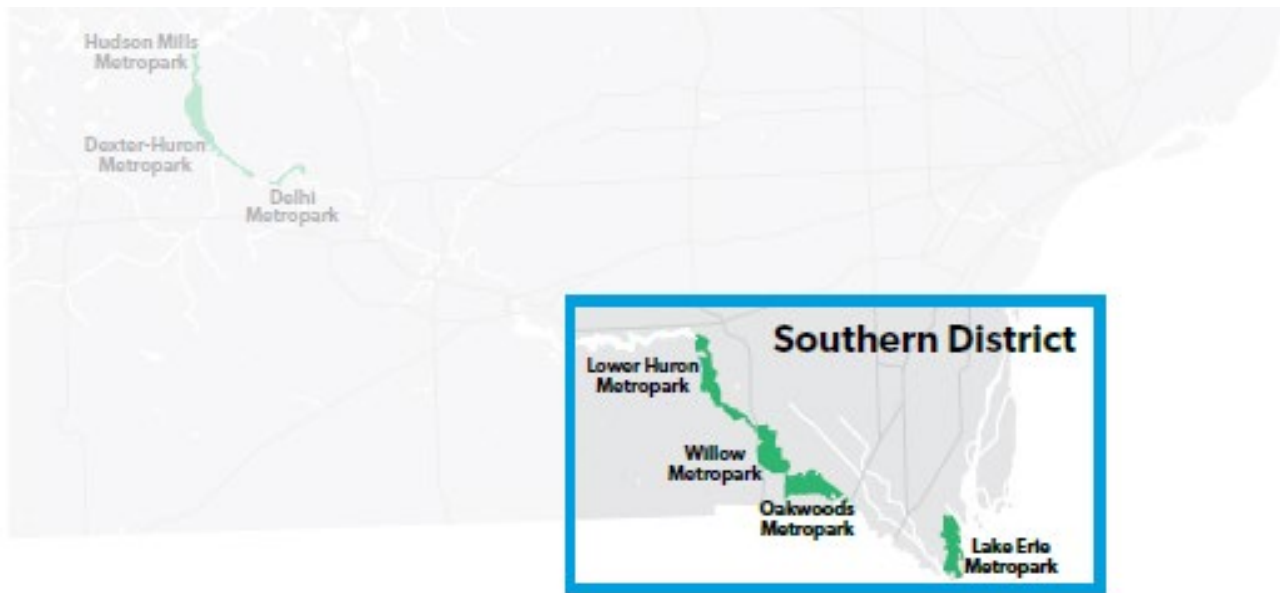 Hudson Mills
Metropark
Dexter-Huron
Metropark
Delhi
Metropark
Southern District
Lower Huron
Metropark
Willow
Metropark
Oakwoods
Metropark
Lake Erie
Metropark